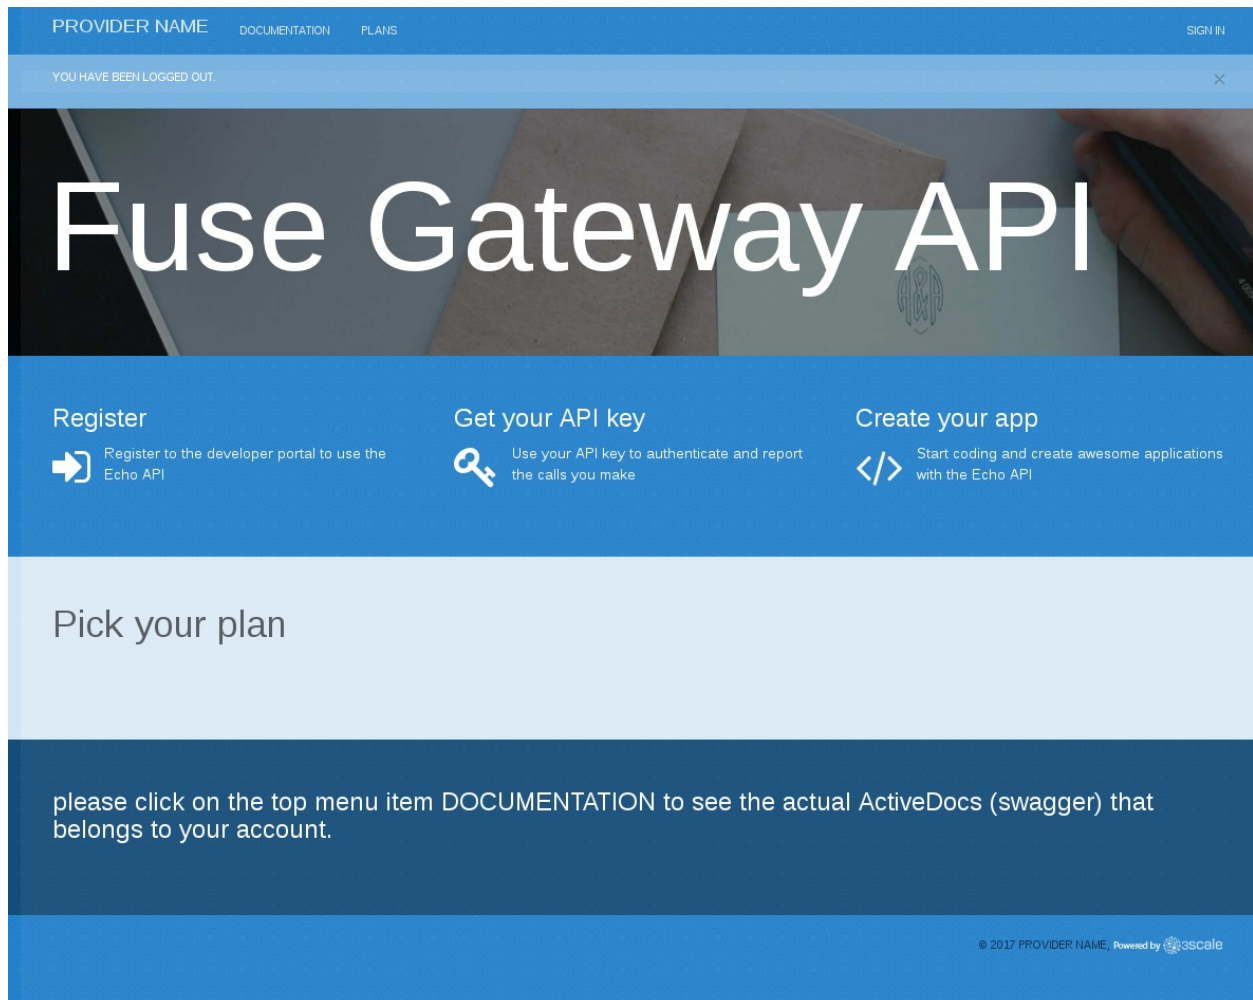 PROVIDER NAME DOCUMENTATION PLANS SIGN IN
YOU HAVE BEEN LOGGED OUT. ×
Fuse Gateway API
Register
Register to the developer portal to use the
Echo API
Get your API key
Use your API key to authenticate and report
the calls you make
Create your app
Start coding and create awesome applications
with the Echo API
Pick your plan
please click on the top menu item DOCUMENTATION to see the actual ActiveDocs (swagger) that
belongs to your account.
© 2017 PROVIDER NAME, Powered by 3scale